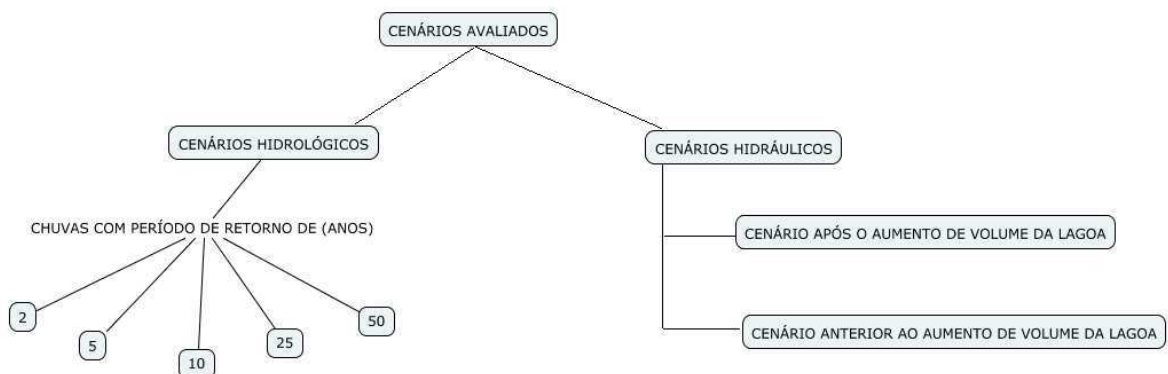 CENÁRIOS AVALIADOS
CENÁRIOS HIDROLÓGICOS
CENÁRIOS HIDRÁULICOS
CHUVAS COM PERÍODO DE RETORNO DE (ANOS)
2
5
10
25
50
CENÁRIO APÓS O AUMENTO DE VOLUME DA LAGOA
CENÁRIO ANTERIOR AO AUMENTO DE VOLUME DA LAGOA